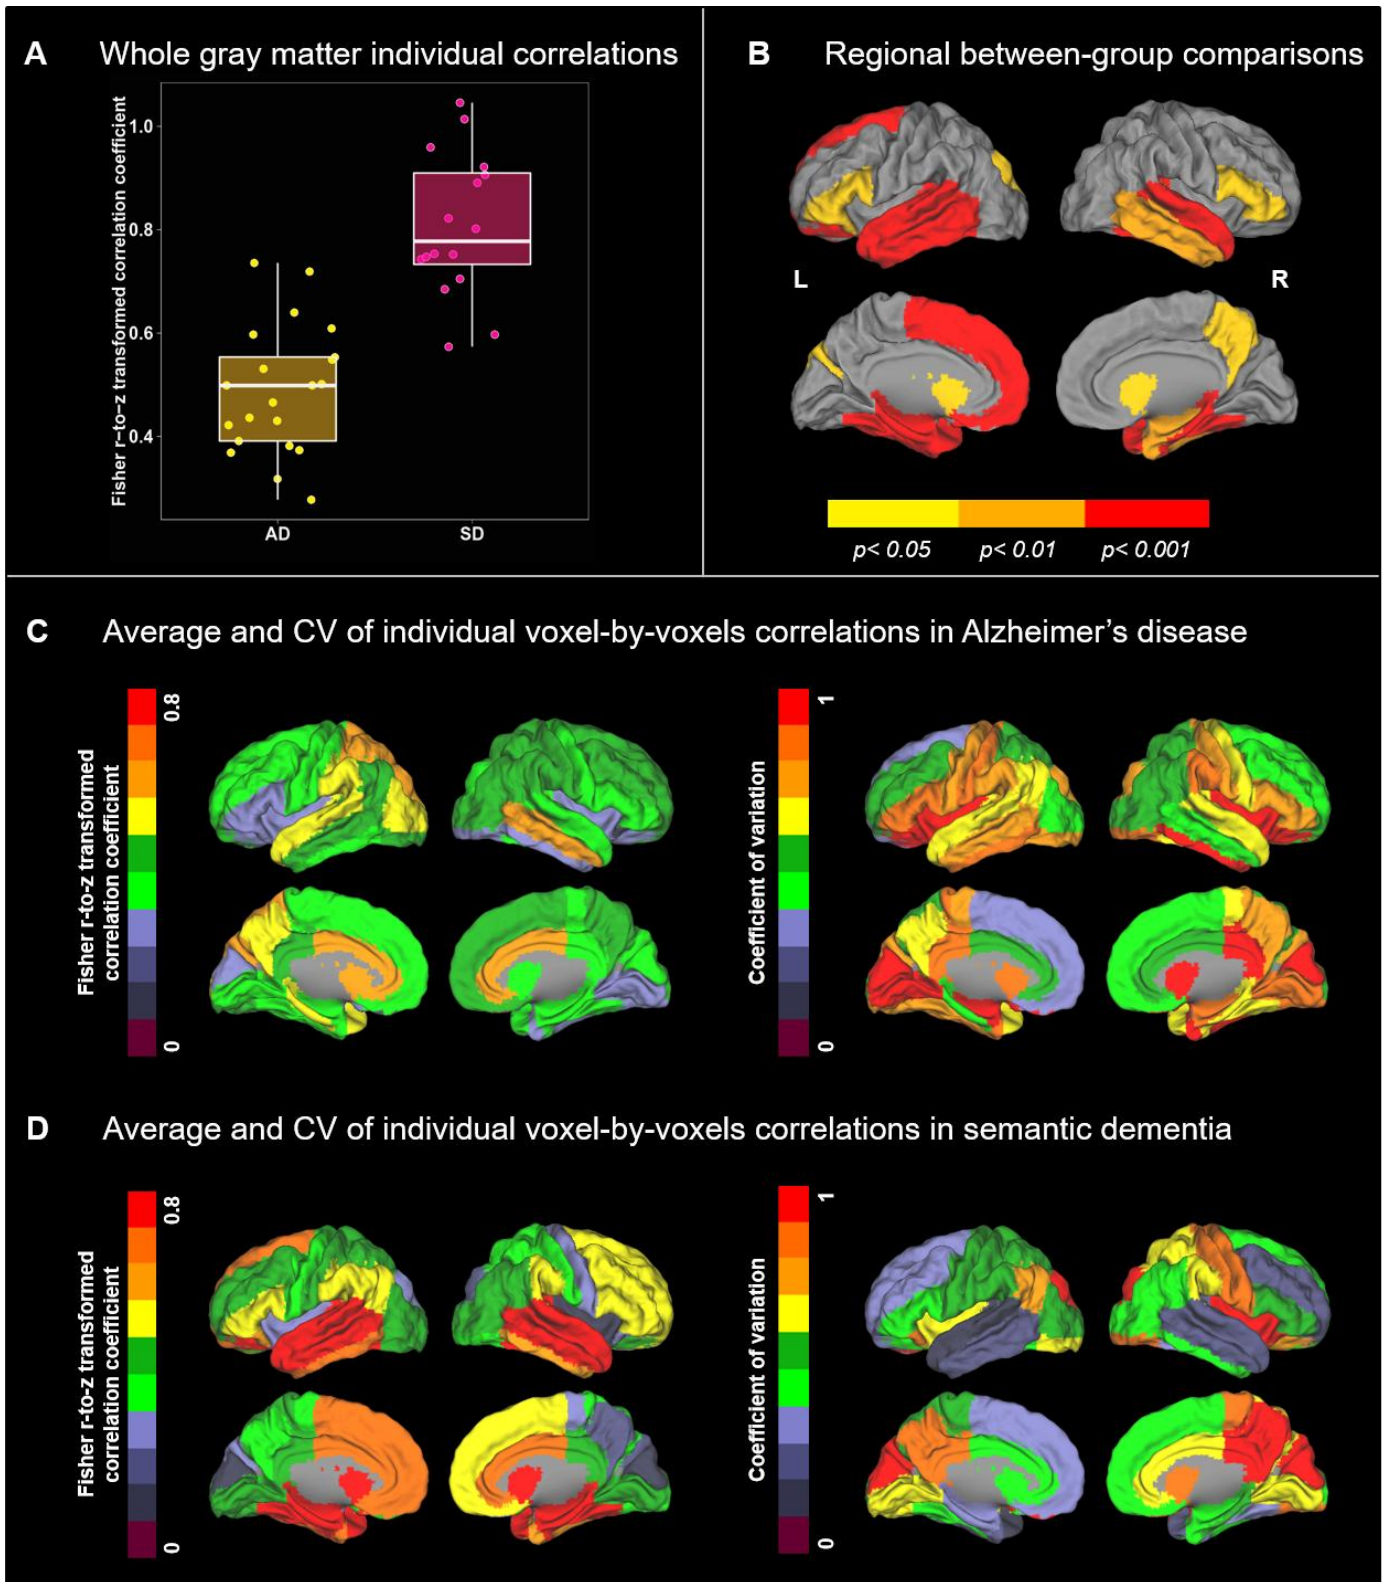 A Whole gray matter individual correlations
Fisher r−to−z transformed correlation coefficient
1.0
0.8
0.6
0.4
AD SD
B Regional between-group comparisons
L R
p< 0.05 p< 0.01 p< 0.001
C Average and CV of individual voxel-by-voxels correlations in Alzheimer’s disease
Fisher r-to-z transformed
correlation coefficient
0.8
0
Coefficient of variation
1
0
D Average and CV of individual voxel-by-voxels correlations in semantic dementia
Fisher r-to-z transformed
correlation coefficient
0.8
0
Coefficient of variation
1
0